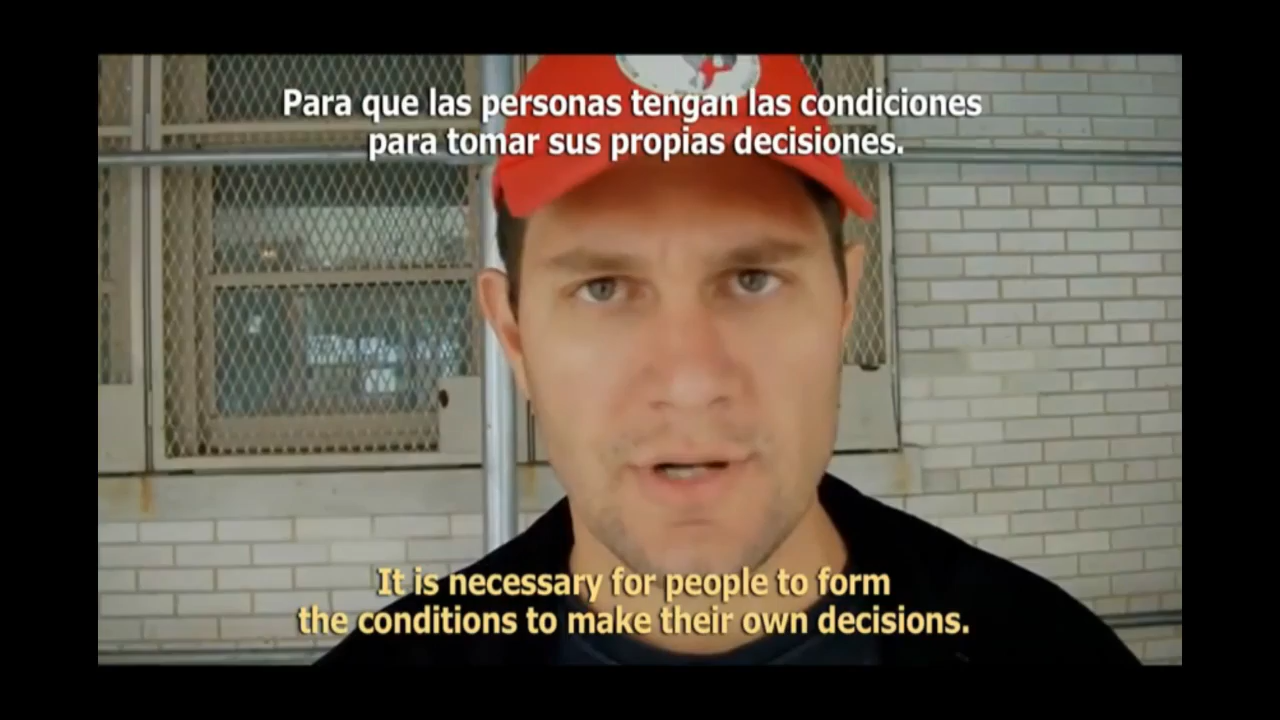 Para que las personas tengan las condiciones
para tomar sus propias decisiones.
It is necessary for people to form
the conditions to make their own decisions.